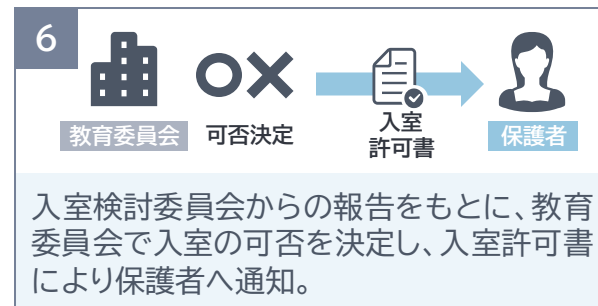 6
教育委員会
可否決定
入室
許可書
保護者
入室検討委員会からの報告をもとに、教育
委員会で入室の可否を決定し、入室許可書
により保護者へ通知。